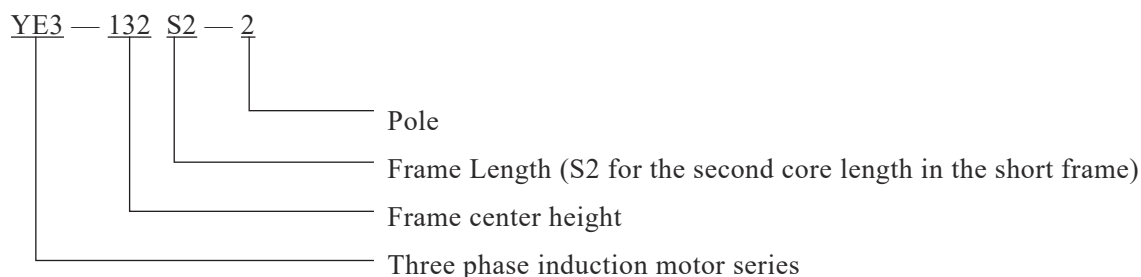 YE3 — 132 S2 — 2
Pole
Frame Length (S2 for the second core length in the short frame)
Frame center height
Three phase induction motor series